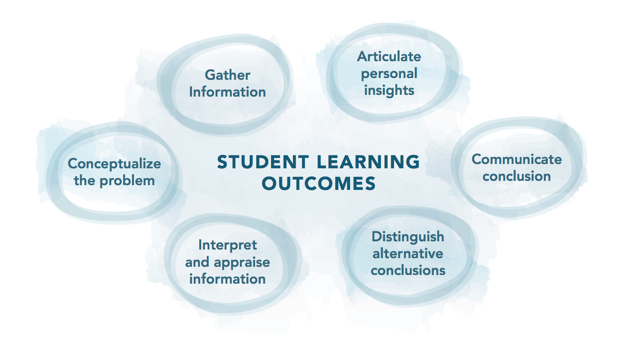 Gather
Information
Articulate
personal
insights
Conceptualize
the problem
STUDENT LEARNING
OUTCOMES
Communicate
conclusion
Interpret
and appraise
information
Distinguish
alternative
conclusions